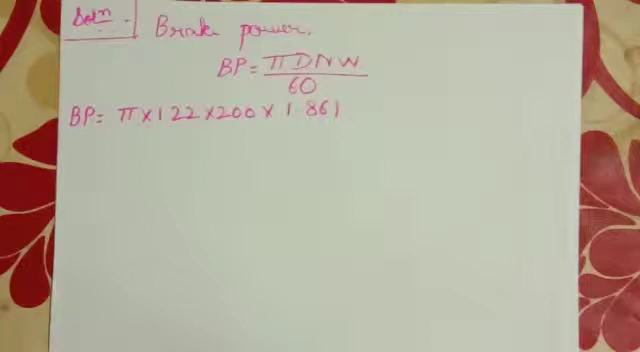 Soln.
Brake power.
BP = πDNW
60
BP = π×1 22×200×1 861